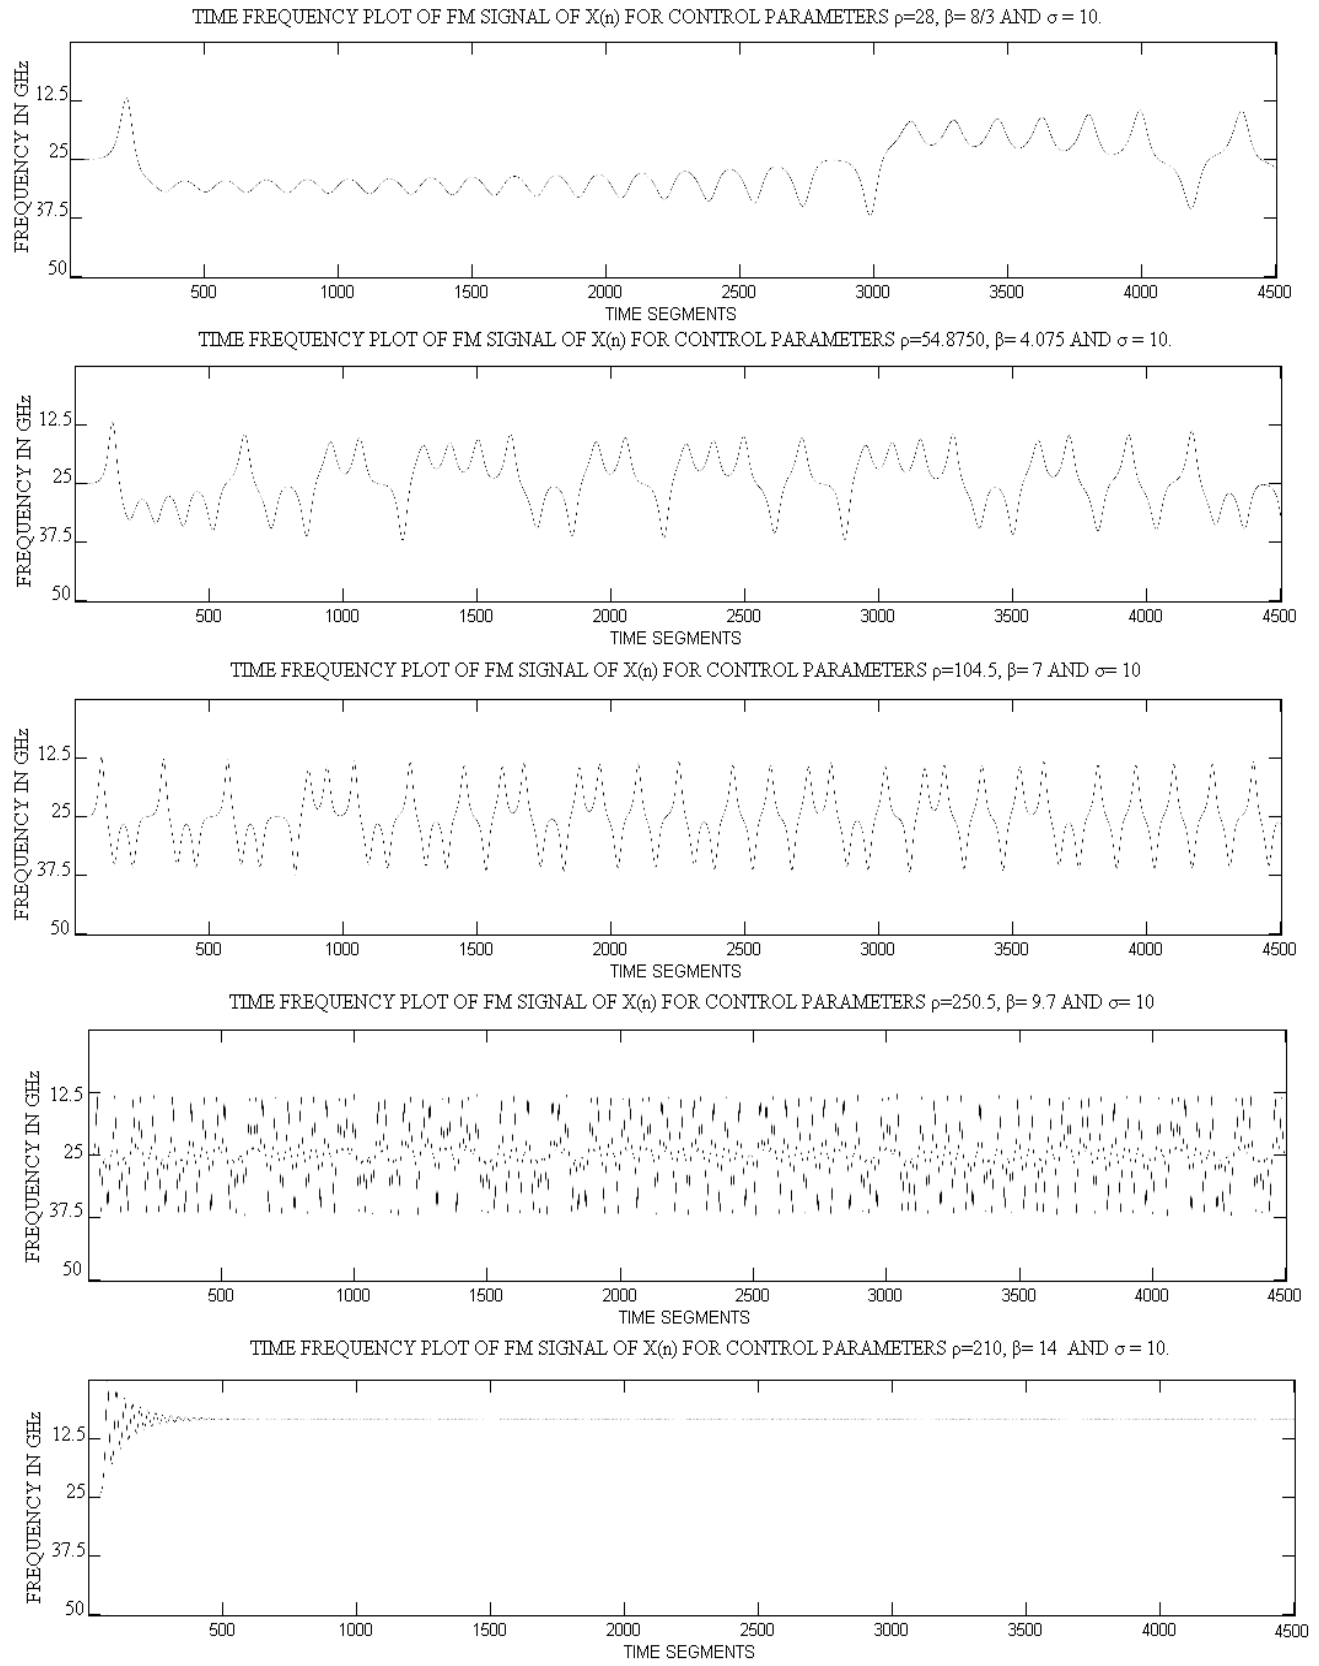 TIME FREQUENCY PLOT OF FM SIGNAL OF X(n) FOR CONTROL PARAMETERS ρ=28, β= 8/3 AND σ = 10.
FREQUENCY IN GHz
12.5
25
37.5
50
500 1000 1500 2000 2500 3000 3500 4000 4500
TIME SEGMENTS
TIME FREQUENCY PLOT OF FM SIGNAL OF X(n) FOR CONTROL PARAMETERS ρ=54.8750, β= 4.075 AND σ = 10.
FREQUENCY IN GHz
12.5
25
37.5
50
500 1000 1500 2000 2500 3000 3500 4000 4500
TIME SEGMENTS
TIME FREQUENCY PLOT OF FM SIGNAL OF X(n) FOR CONTROL PARAMETERS ρ=104.5, β= 7 AND σ= 10
FREQUENCY IN GHz
12.5
25
37.5
50
500 1000 1500 2000 2500 3000 3500 4000 4500
TIME SEGMENTS
TIME FREQUENCY PLOT OF FM SIGNAL OF X(n) FOR CONTROL PARAMETERS ρ=250.5, β= 9.7 AND σ= 10
FREQUENCY IN GHz
12.5
25
37.5
50
500 1000 1500 2000 2500 3000 3500 4000 4500
TIME SEGMENTS
TIME FREQUENCY PLOT OF FM SIGNAL OF X(n) FOR CONTROL PARAMETERS ρ=210, β= 14 AND σ = 10.
FREQUENCY IN GHz
12.5
25
37.5
50
500 1000 1500 2000 2500 3000 3500 4000 4500
TIME SEGMENTS